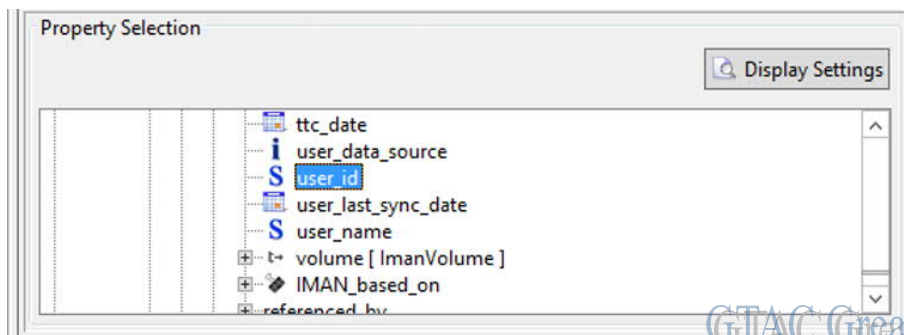 Property Selection
Display Settings
ttc_date
user_data_source
S user_id
user_last_sync_date
S user_name
volume [ ImanVolume ]
IMAN_based_on
referenced_by
GTAC